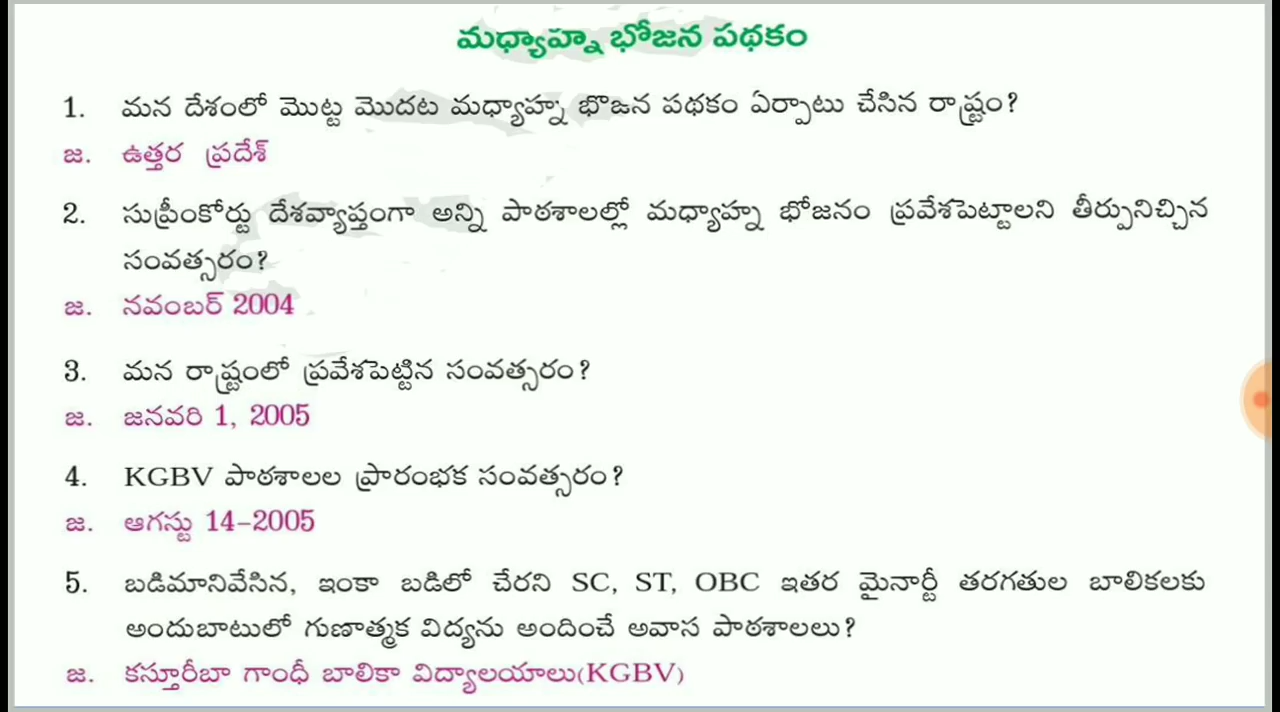 మధ్యాహ్న భోజన పథకం
1. మన దేశంలో మొట్ట మొదట మధ్యాహ్న భొజన పథకం ఏర్పాటు చేసిన రాష్ట్రం?
జ. ఉత్తర ప్రదేశ్
2. సుప్రీంకోర్టు దేశవ్యాప్తంగా అన్ని పాఠశాలల్లో మధ్యాహ్న భోజనం ప్రవేశపెట్టాలని తీర్పునిచ్చిన
సంవత్సరం?
జ. నవంబర్ 2004
3. మన రాష్ట్రంలో ప్రవేశపెట్టిన సంవత్సరం?
జ. జనవరి 1, 2005
4. KGBV పాఠశాలల ప్రారంభక సంవత్సరం?
జ. ఆగస్టు 14-2005
5. బడిమానివేసిన, ఇంకా బడిలో చేరని SC, ST, OBC ఇతర మైనార్టీ తరగతుల బాలికలకు
అందుబాటులో గుణాత్మక విద్యను అందించే అవాస పాఠశాలలు?
జ. కస్తూరీబా గాంధీ బాలికా విద్యాలయాలు(KGBV)